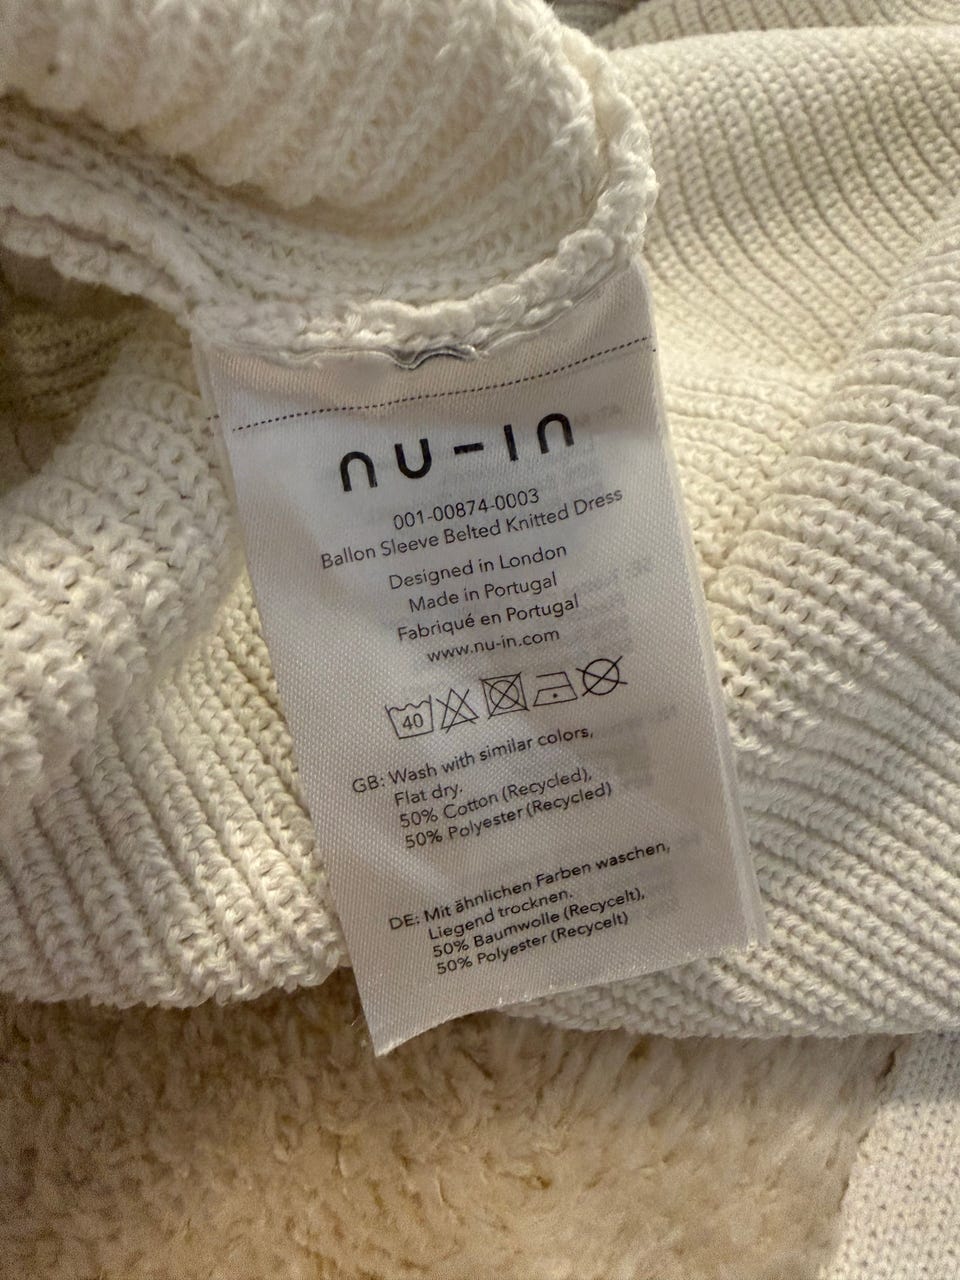 nu-in
001-00874-0003
Ballon Sleeve Belted Knitted Dress
Designed in London
Made in Portugal
Fabriqué en Portugal
www.nu-in.com
40
GB: Wash with similar colors,
Flat dry.
50% Cotton (Recycled),
50% Polyester (Recycled)
DE: Mit ähnlichen Farben waschen,
Liegend trocknen.
50% Baumwolle (Recycelt),
50% Polyester (Recycelt)